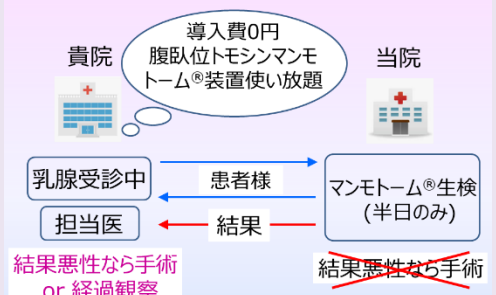 導入費0円
腹臥位トモシンマンモ
トーム®装置使い放題
貴院
当院
乳腺受診中
患者様
マンモトーム®生検
(半日のみ)
担当医
結果
結果悪性なら手術
or 経過観察
結果悪性なら手術